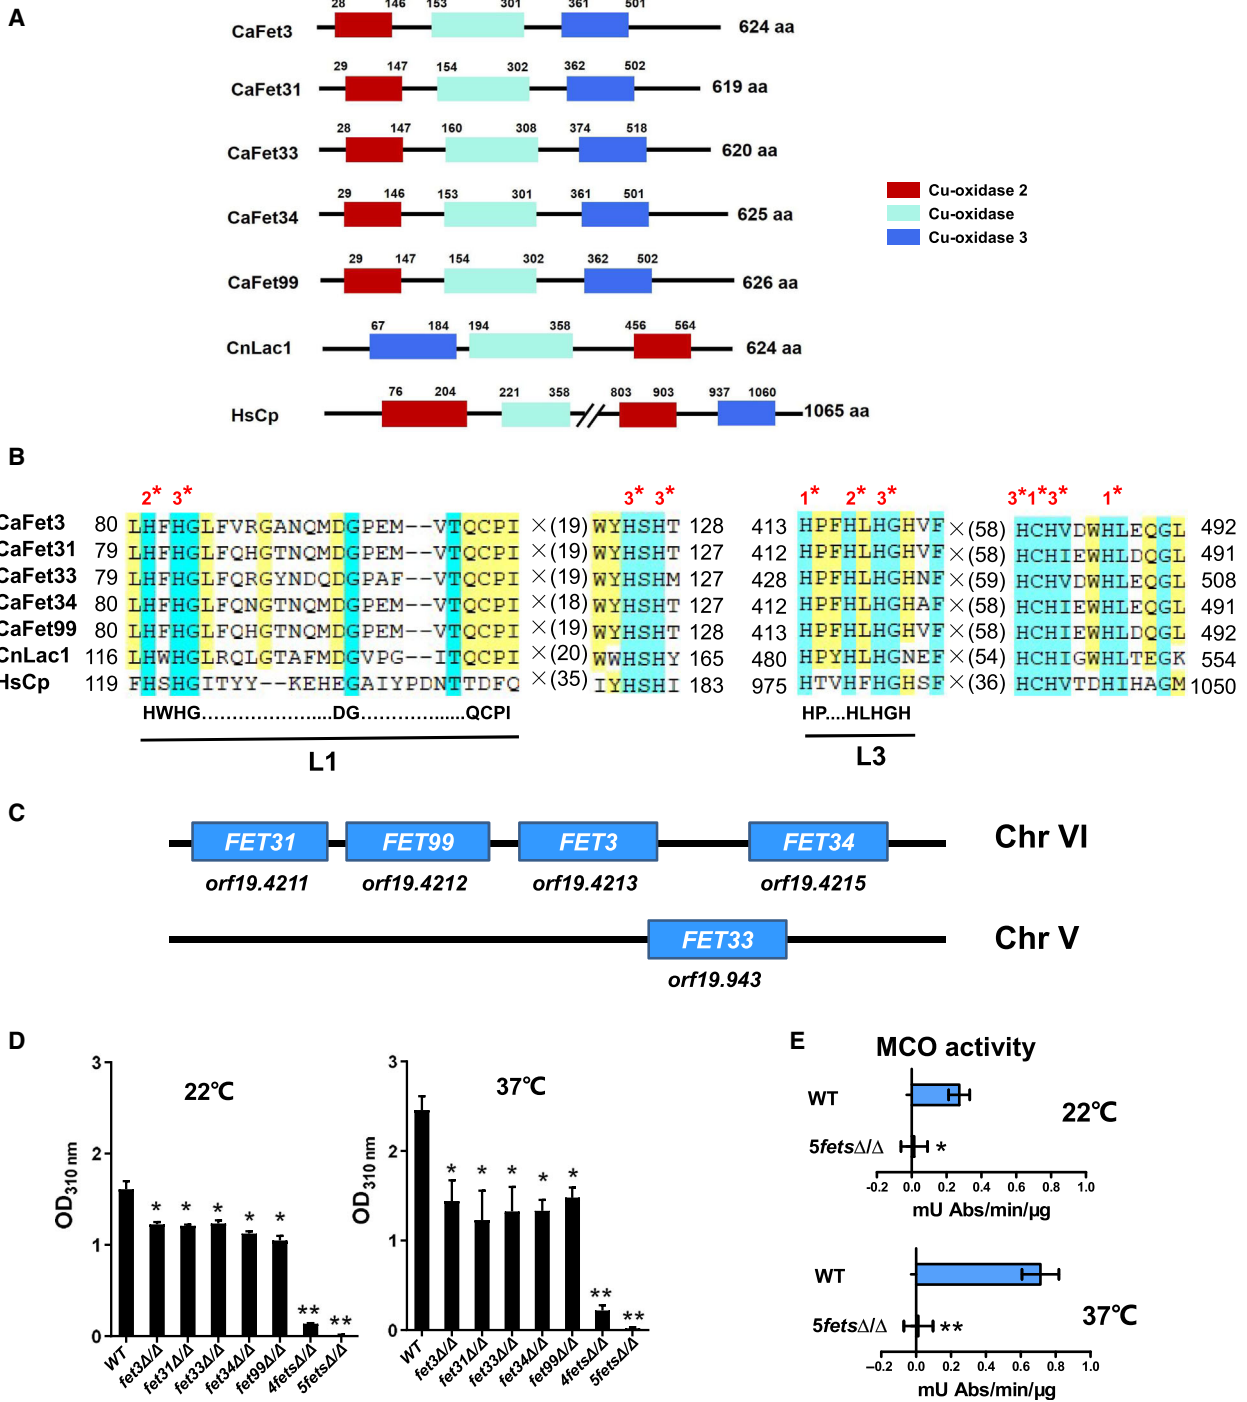 A
28 146 153 301 361 501
CaFet3 624 aa
29 147 154 302 362 502
CaFet31 619 aa
28 147 160 308 374 518
CaFet33 620 aa
29 146 153 301 361 501
CaFet34 625 aa
29 147 154 302 362 502
CaFet99 626 aa
67 184 194 358 456 564
CnLac1 624 aa
76 204 221 358 803 903 937 1060
HsCp 1065 aa
Cu-oxidase 2
Cu-oxidase
Cu-oxidase 3
B
2* 3* 3* 3* 1* 2* 3* 3*1*3* 1*
CaFet3 80 LHFHGLFVRGANQMDGPEM--VTQCPI ×(19) WYHSHT 128 413 HPFHLHGHVF ×(58) HCHVDWHLEQGL 492
CaFet31 79 LHFHGLFQHGTNQMDGPEM--VTQCPI ×(19) WYHSHT 127 412 HPFHLHGHVF ×(58) HCHIEWHLDQGL 491
CaFet33 79 LHFHGLFQRGYNDQDGPAF--VTQCPI ×(19) WYHSHM 127 428 HPFHLHGHNF ×(59) HCHVDWHLEQGL 508
CaFet34 80 LHFHGLFQNGTNQMDGPEM--VTQCPI ×(18) WYHSHT 127 412 HPFHLHGHAF ×(58) HCHIEWHLEQGL 491
CaFet99 80 LHFHGLFQHGTNQMDGPEM--VTQCPI ×(19) WYHSHT 128 413 HPFHLHGHVF ×(58) HCHIEWHLDQGL 492
CnLac1 116 LHWHGLRQLGTAFMDGVPG--ITQCPI ×(20) WWHSHY 165 480 HPYHLHGNEF ×(54) HCHIGWHLTEGK 554
HsCp 119 FHSHGITYY--KEHEGAIYPDNTTDFQ ×(35) IYHSHI 183 975 HTVHFHGHSF ×(36) HCHVTDHIHAGM 1050
HWHG......................DG....................QCPI HP....HLHGH
L1 L3
C
FET31 FET99 FET3 FET34 Chr VI
orf19.4211 orf19.4212 orf19.4213 orf19.4215
FET33 Chr V
orf19.943
D
22℃
OD310 nm
3
2
1
0
* * * * * ** **
WT fet3Δ/Δ fet31Δ/Δ fet33Δ/Δ fet34Δ/Δ fet99Δ/Δ 4fetsΔ/Δ 5fetsΔ/Δ
37℃
OD310 nm
3
2
1
0
* * * * * ** **
WT fet3Δ/Δ fet31Δ/Δ fet33Δ/Δ fet34Δ/Δ fet99Δ/Δ 4fetsΔ/Δ 5fetsΔ/Δ
E
MCO activity
WT
22℃
5fetsΔ/Δ *
-0.2 0.0 0.2 0.4 0.6 0.8 1.0
mU Abs/min/µg
WT
37℃
5fetsΔ/Δ **
-0.2 0.0 0.2 0.4 0.6 0.8 1.0
mU Abs/min/µg